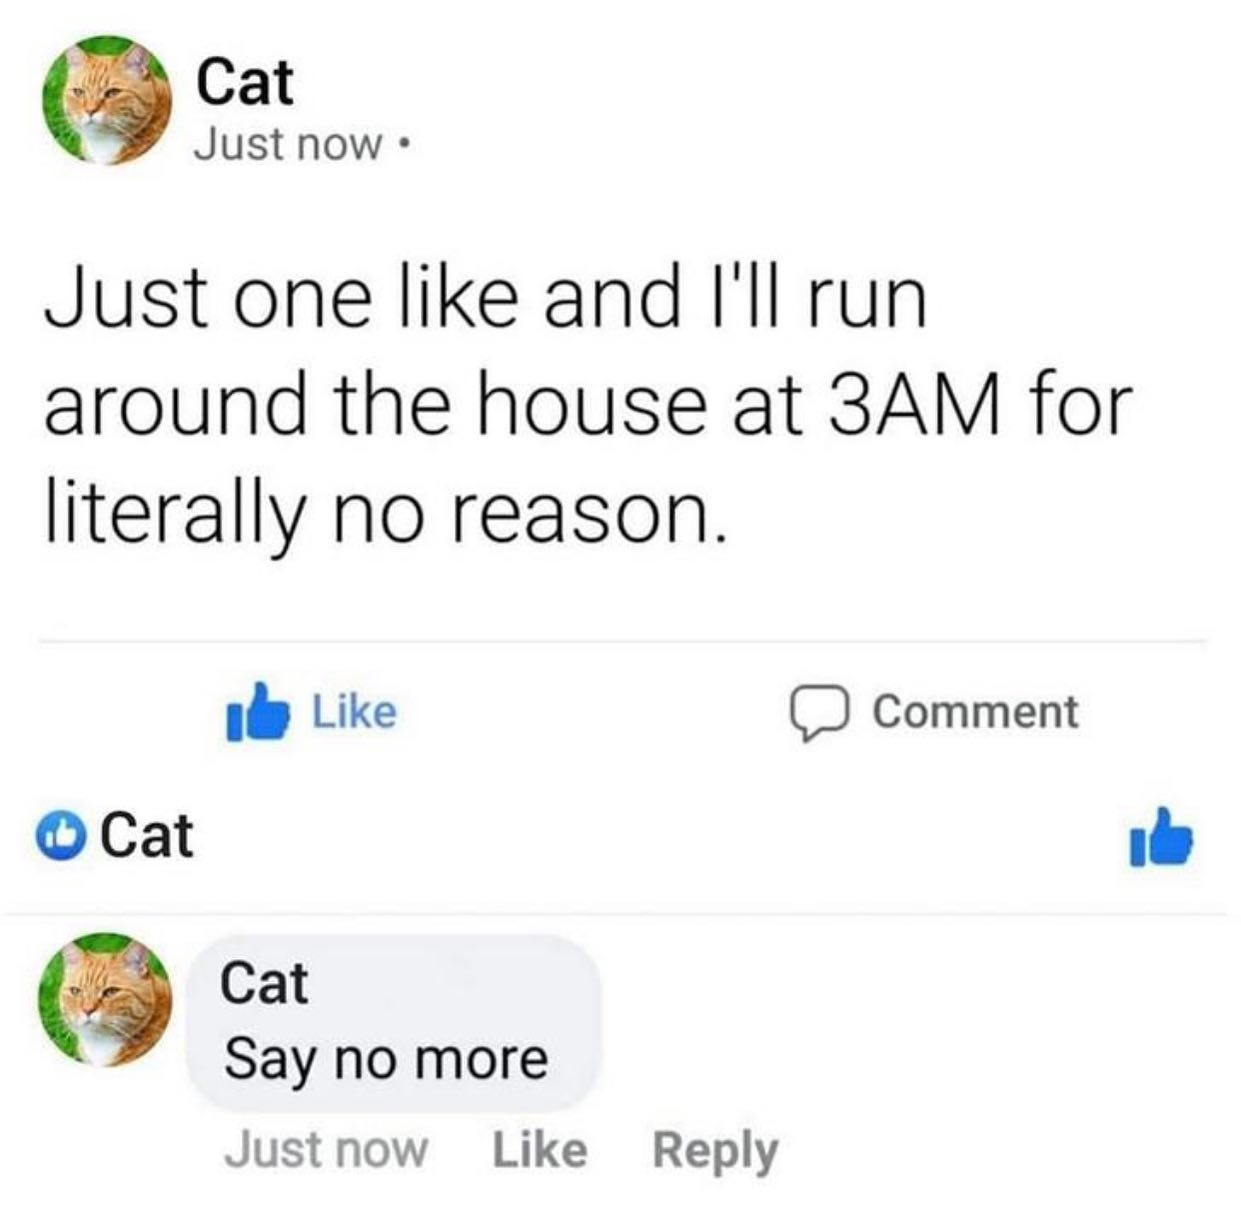 Cat
Just now •
Just one like and I'll run
around the house at 3AM for
literally no reason.
Like
Comment
Cat
Cat
Say no more
Just now Like Reply